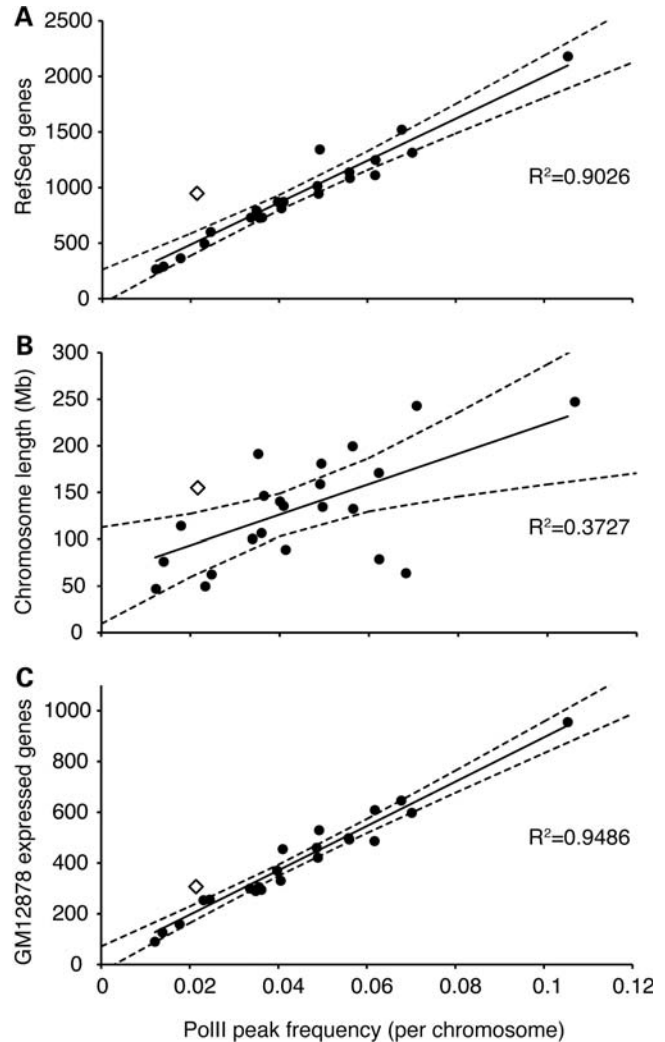 A
2500
2000
1500
1000
500
0
RefSeq genes
R²=0.9026
B
300
250
200
150
100
50
0
Chromosome length (Mb)
R²=0.3727
C
1000
800
600
400
200
0
GM12878 expressed genes
R²=0.9486
0 0.02 0.04 0.06 0.08 0.1 0.12
PolII peak frequency (per chromosome)